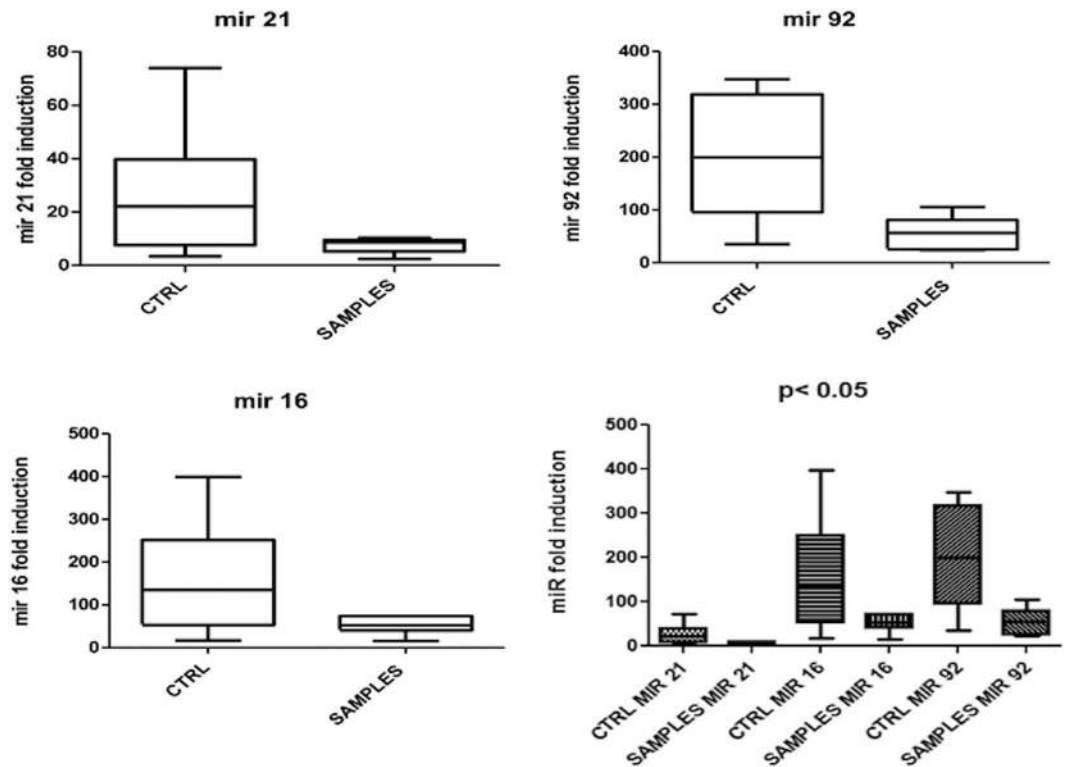 mir 21
mir 21 fold induction
80
60
40
20
0
CTRL
SAMPLES
mir 92
mir 92 fold induction
400
300
200
100
0
CTRL
SAMPLES
mir 16
mir 16 fold induction
500
400
300
200
100
0
CTRL
SAMPLES
p< 0.05
miR fold induction
500
400
300
200
100
0
CTRL MIR 21
SAMPLES MIR 21
CTRL MIR 16
SAMPLES MIR 16
CTRL MIR 92
SAMPLES MIR 92